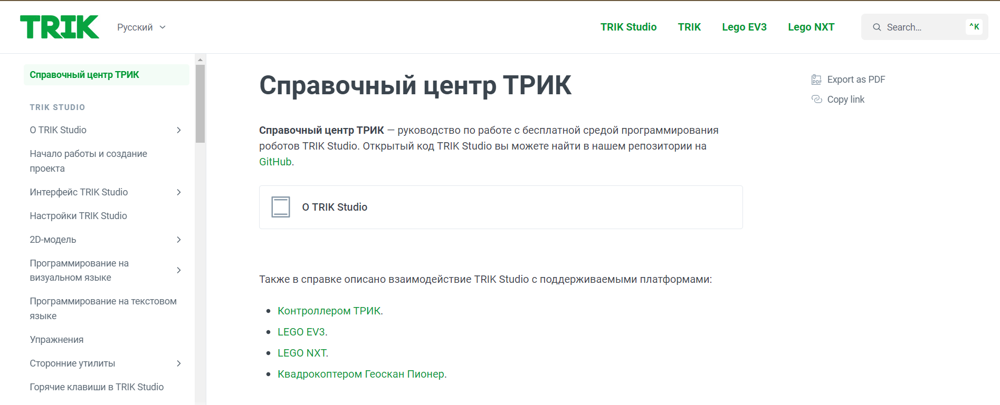 TRIK
Русский
TRIK Studio
TRIK
Lego EV3
Lego NXT
Search...
^K
Справочный центр ТРИК
TRIK STUDIO
О TRIK Studio
Начало работы и создание
проекта
Интерфейс TRIK Studio
Настройки TRIK Studio
2D-модель
Программирование на
визуальном языке
Программирование на текстовом
языке
Упражнения
Сторонние утилиты
Горячие клавиши в TRIK Studio
Справочный центр ТРИК
Справочный центр ТРИК — руководство по работе с бесплатной средой программирования
роботов TRIK Studio. Открытый код TRIK Studio вы можете найти в нашем репозитории на
GitHub.
О TRIK Studio
Также в справке описано взаимодействие TRIK Studio с поддерживаемыми платформами:
Контроллером ТРИК.
LEGO EV3.
LEGO NXT.
Квадрокоптером Геоскан Пионер.
PDF
Export as PDF
Copy link